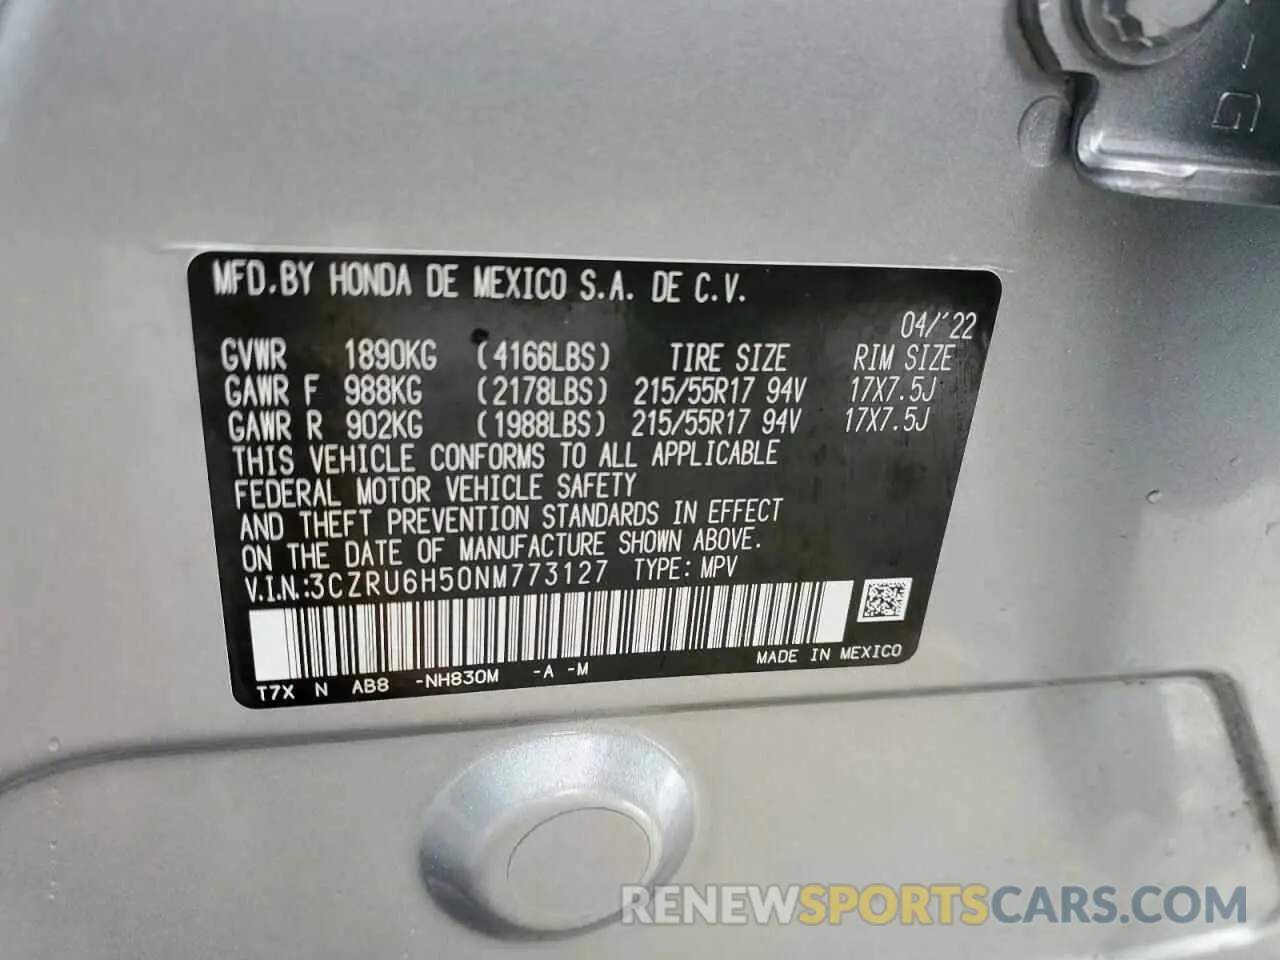 MFD.BY HONDA DE MEXICO S.A. DE C.V.
04/'22
GVWR 1890KG (4166LBS) TIRE SIZE RIM SIZE
GAWR F 988KG (2178LBS) 215/55R17 94V 17X7.5J
GAWR R 902KG (1988LBS) 215/55R17 94V 17X7.5J
THIS VEHICLE CONFORMS TO ALL APPLICABLE
FEDERAL MOTOR VEHICLE SAFETY
AND THEFT PREVENTION STANDARDS IN EFFECT
ON THE DATE OF MANUFACTURE SHOWN ABOVE.
V.I.N.:3CZRU6H50NM773127 TYPE: MPV
MADE IN MEXICO
T7X N AB8 -NH830M -A -M
RENEWSPORTSCARS.COM